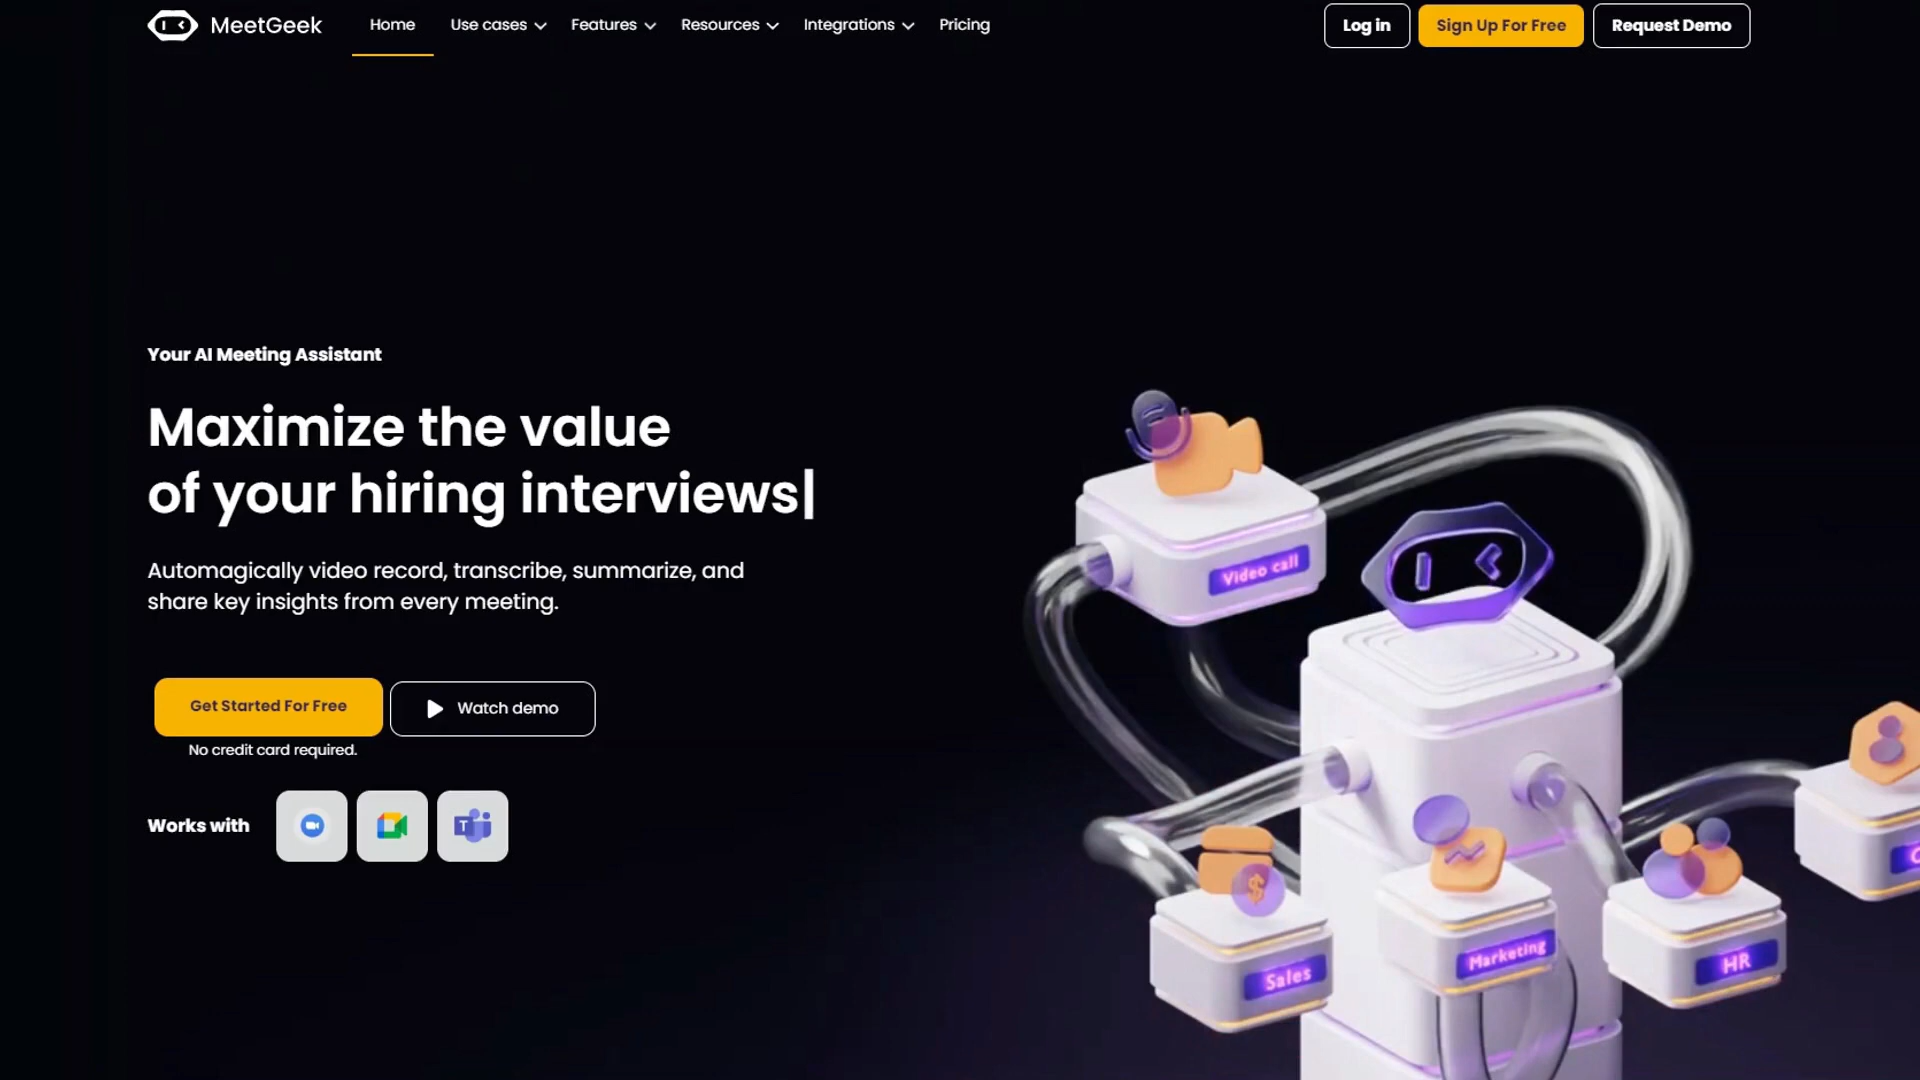 MeetGeek
Home
Use cases
Features
Resources
Integrations
Pricing
Log in
Sign Up For Free
Request Demo
Your AI Meeting Assistant
Maximize the value
of your hiring interviews|
Automagically video record, transcribe, summarize, and
share key insights from every meeting.
Get Started For Free
Watch demo
No credit card required.
Works with
T
Video call
$
Sales
Marketing
HR